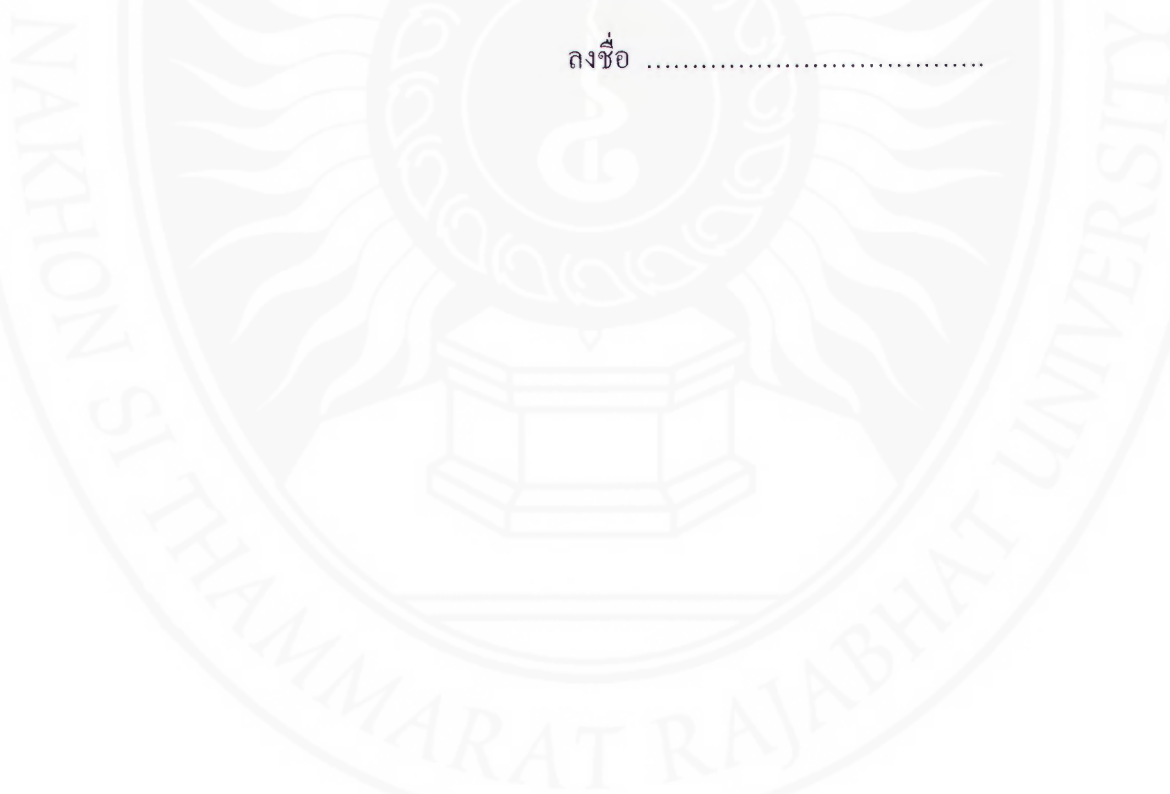 ลงชื่อ .....................................
NAKHON SI THAMMARAT RAJABHAT UNIVERSITY